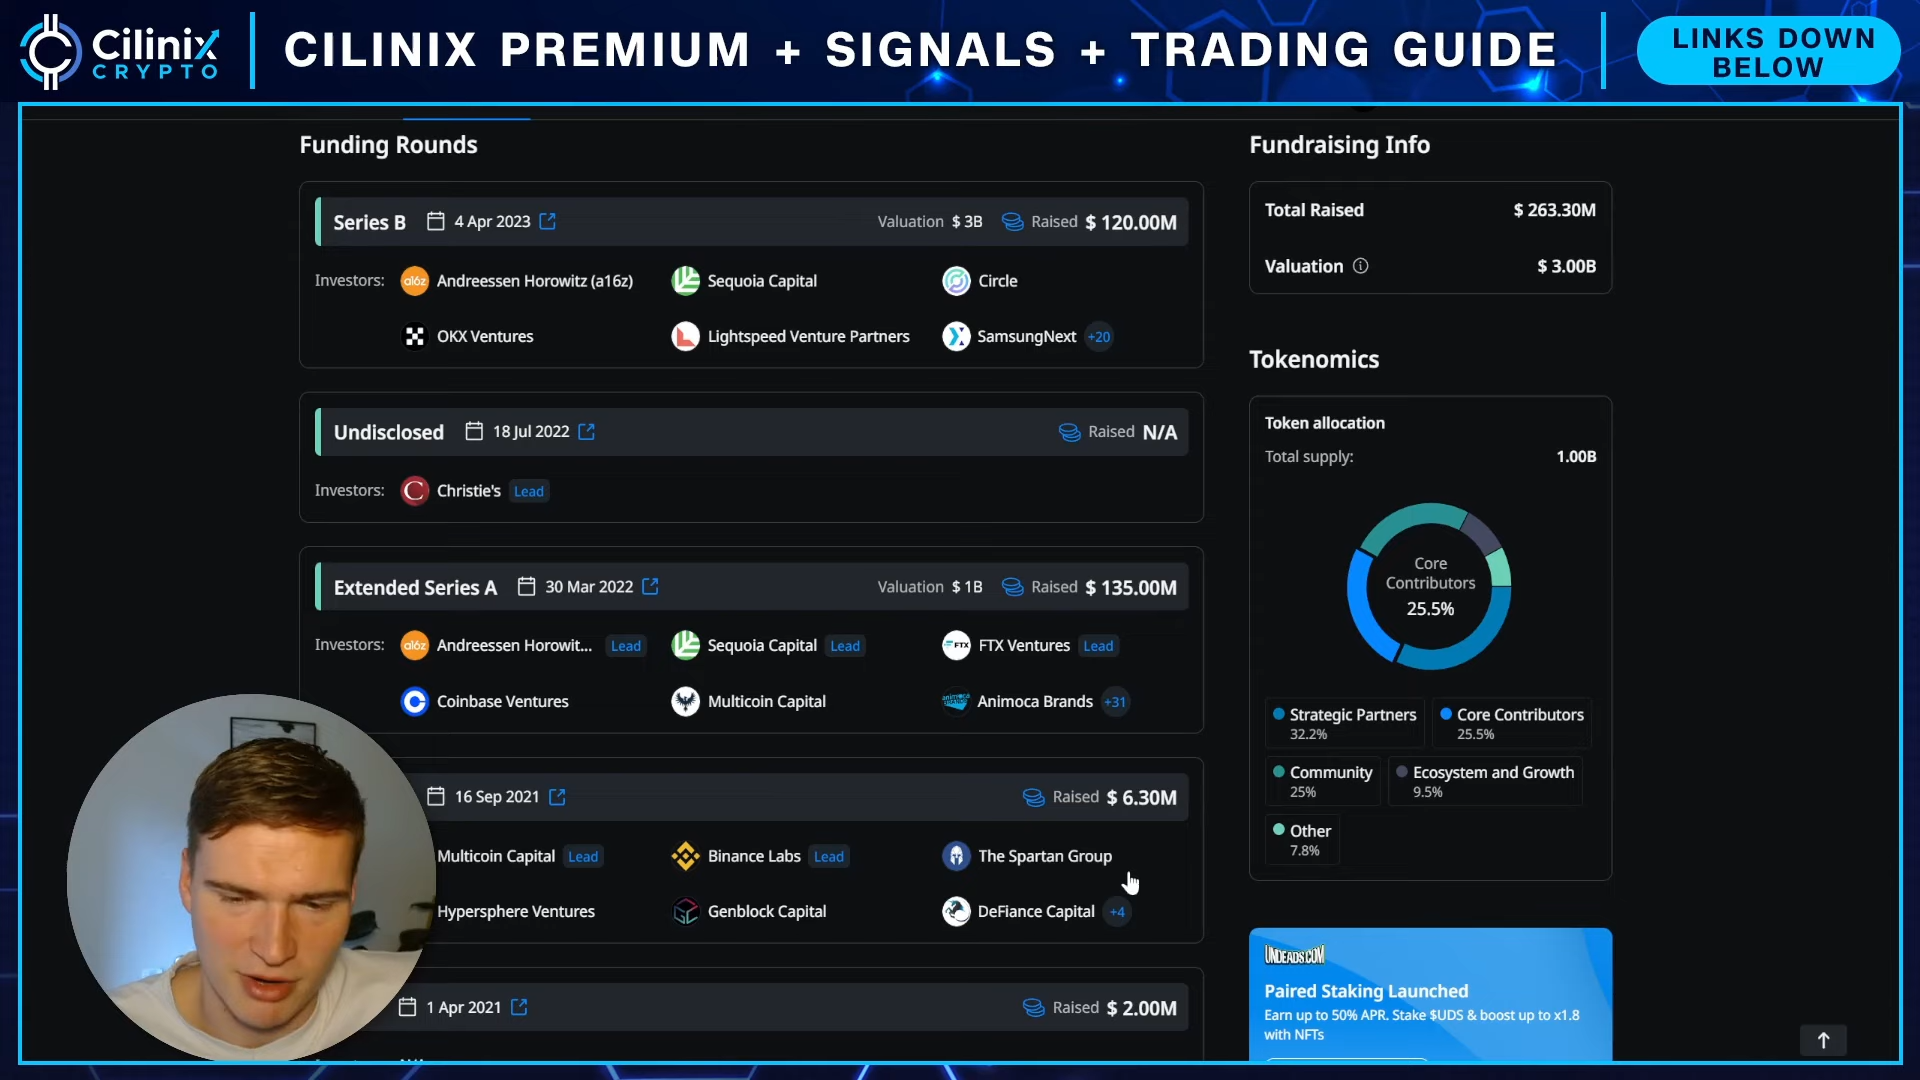 Cilinix
CRYPTO
CILINIX PREMIUM + SIGNALS + TRADING GUIDE
LINKS DOWN
BELOW
Funding Rounds
Series B 4 Apr 2023 Valuation $ 3B Raised $ 120.00M
Investors: a16z Andreessen Horowitz (a16z) Sequoia Capital Circle
OKX Ventures Lightspeed Venture Partners SamsungNext +20
Undisclosed 18 Jul 2022 Raised N/A
Investors: Christie's Lead
Extended Series A 30 Mar 2022 Valuation $ 1B Raised $ 135.00M
Investors: a16z Andreessen Horowit... Lead Sequoia Capital Lead FTX FTX Ventures Lead
Coinbase Ventures Multicoin Capital Animoca Brands +31
16 Sep 2021 Raised $ 6.30M
Multicoin Capital Lead Binance Labs Lead The Spartan Group
Hypersphere Ventures Genblock Capital DeFiance Capital +4
1 Apr 2021 Raised $ 2.00M
Fundraising Info
Total Raised $ 263.30M
Valuation $ 3.00B
Tokenomics
Token allocation
Total supply: 1.00B
Core
Contributors
25.5%
Strategic Partners
32.2%
Core Contributors
25.5%
Community
25%
Ecosystem and Growth
9.5%
Other
7.8%
UNDEADS.COM
Paired Staking Launched
Earn up to 50% APR. Stake $UDS & boost up to x1.8
with NFTs